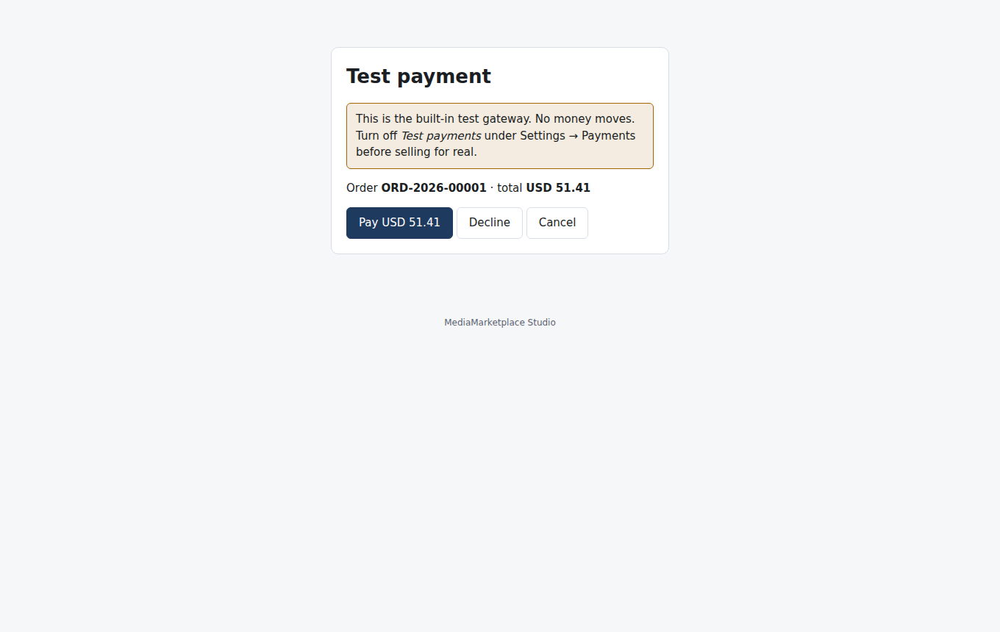 Test payment
This is the built-in test gateway. No money moves.
Turn off Test payments under Settings → Payments
before selling for real.
Order ORD-2026-00001 · total USD 51.41
Pay USD 51.41 Decline Cancel
MediaMarketplace Studio